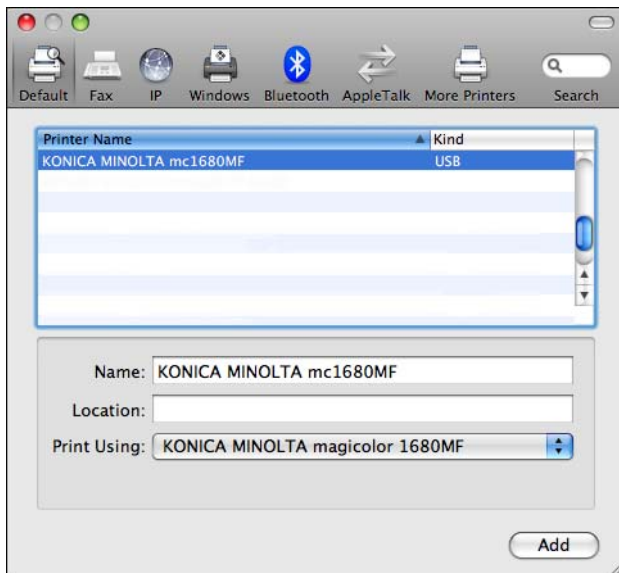 Default Fax IP Windows Bluetooth AppleTalk More Printers Search
Printer Name Kind
KONICA MINOLTA mc1680MF USB
Name: KONICA MINOLTA mc1680MF
Location:
Print Using: KONICA MINOLTA magicolor 1680MF
Add